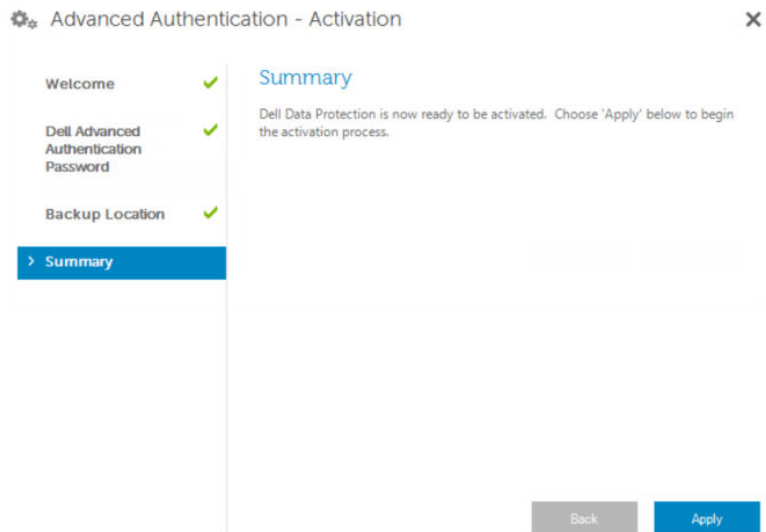 Advanced Authentication - Activation
Welcome
Dell Advanced
Authentication
Password
Backup Location
Summary
Summary
Dell Data Protection is now ready to be activated. Choose 'Apply' below to begin
the activation process.
Back
Apply